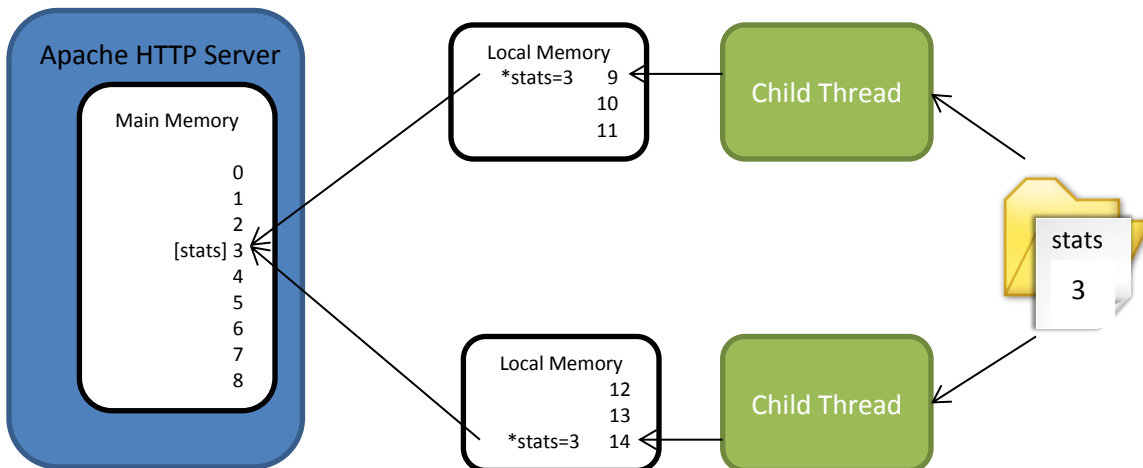 Apache HTTP Server
Main Memory
0
1
2
[stats] 3
4
5
6
7
8
Local Memory
*stats=3 9
10
11
Child Thread
Local Memory
12
13
*stats=3 14
Child Thread
stats
3